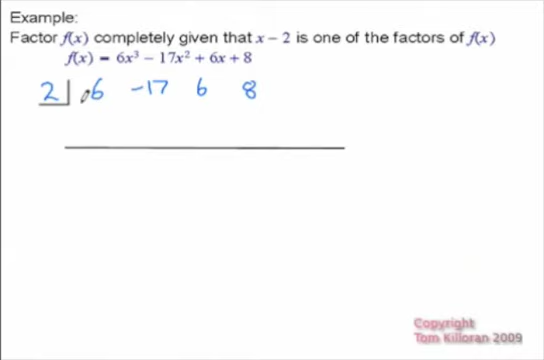 Example:
Factor f(x) completely given that x – 2 is one of the factors of f(x)
f(x) = 6x³ – 17x² + 6x + 8
2 6 -17 6 8
Copyright
Tom Killoran 2009